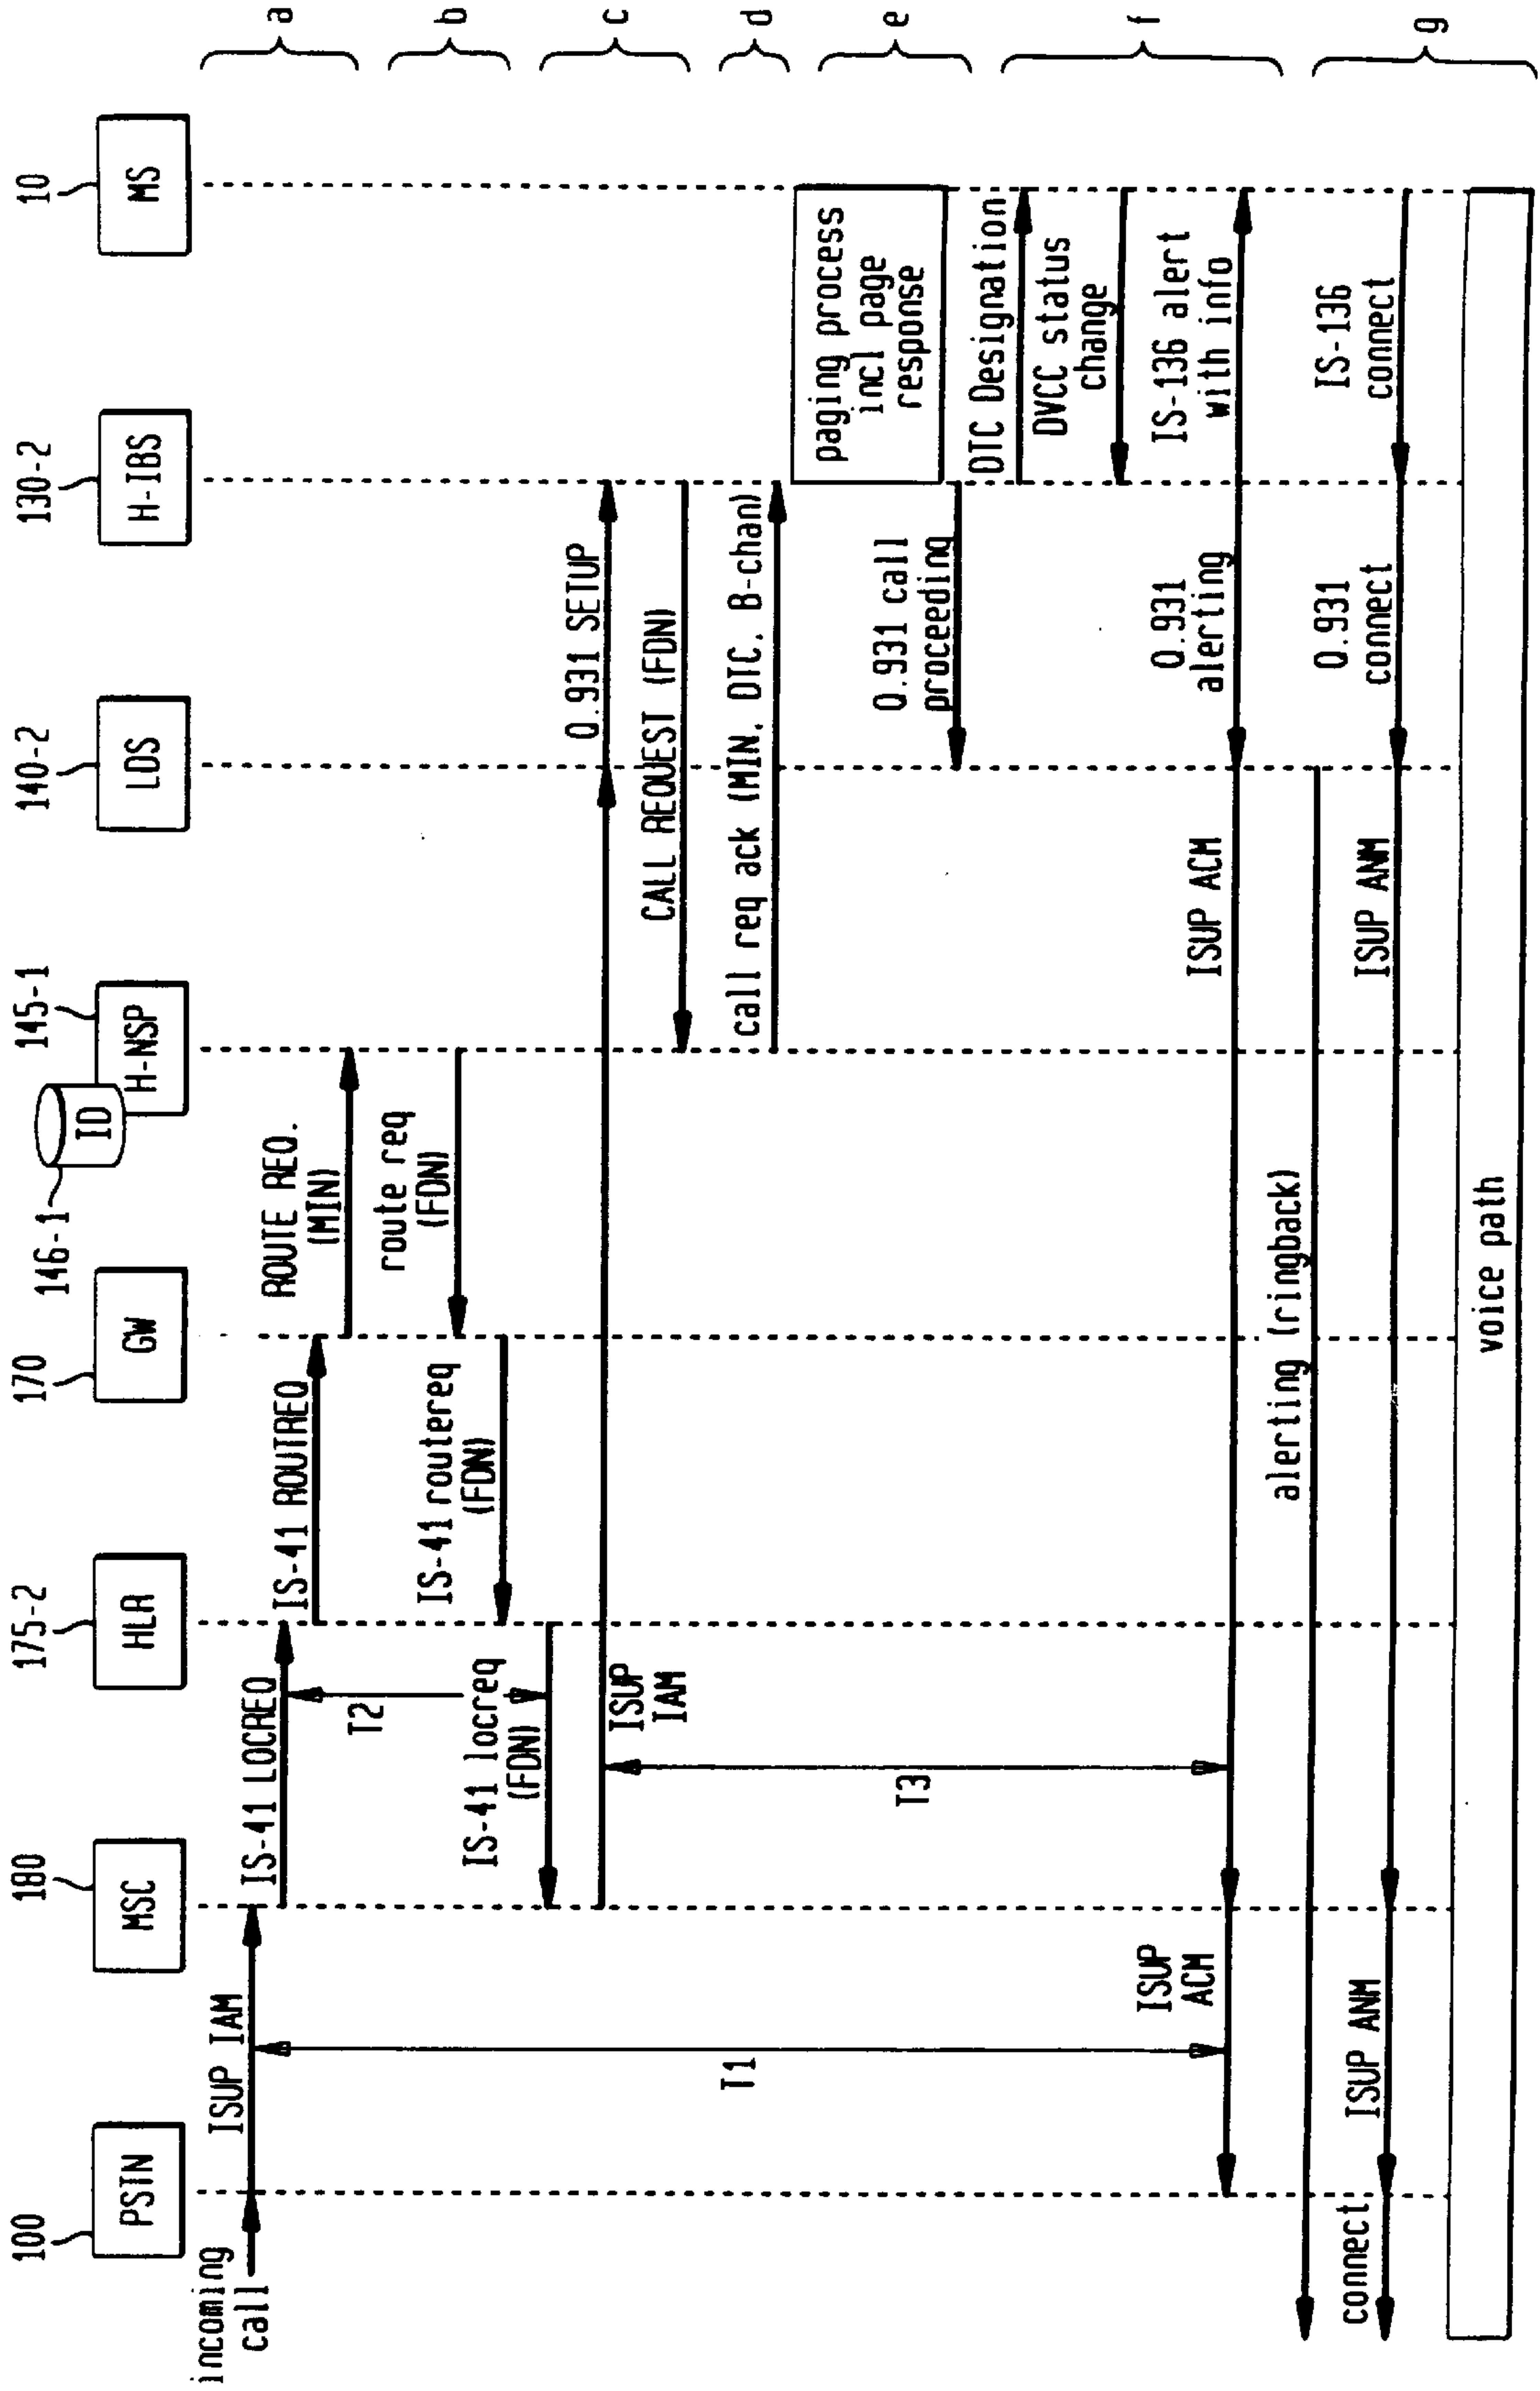 100
180
175-2
170
146-1
145-1
140-2
130-2
10
PSTN
MSC
HLR
GW
ID
H-NSP
LDS
H-IBS
MS
incoming
call
ISUP IAM
IS-41 LOCREQ
IS-41 ROUTREQ
ROUTE REQ.
(MIN)
a
T2
route req
(FDN)
IS-41 routereq
(FDN)
b
IS-41 locreq
(FDN)
ISUP
IAM
Q.931 SETUP
CALL REQUEST (FDN)
c
call req ack (MIN, DTC, B-chan)
d
T1
T3
paging process
incl page
response
Q.931 call
proceeding
e
DTC Designation
DVCC status
change
IS-136 alert
with info
Q.931
alerting
ISUP ACM
ISUP
ACM
f
alerting (ringback)
IS-136
connect
Q.931
connect
ISUP ANM
ISUP ANM
connect
g
voice path